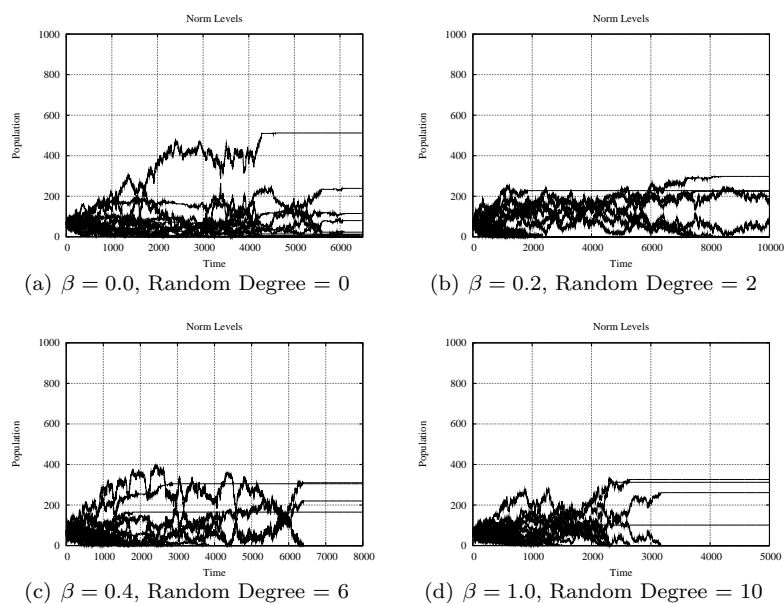 Norm Levels
1000
800
600
400
200
0
Population
0 1000 2000 3000 4000 5000 6000
Time
(a) β = 0.0, Random Degree = 0
Norm Levels
1000
800
600
400
200
0
Population
0 2000 4000 6000 8000 10000
Time
(b) β = 0.2, Random Degree = 2
Norm Levels
1000
800
600
400
200
0
Population
0 1000 2000 3000 4000 5000 6000 7000 8000
Time
(c) β = 0.4, Random Degree = 6
Norm Levels
1000
800
600
400
200
0
Population
0 1000 2000 3000 4000 5000
Time
(d) β = 1.0, Random Degree = 10